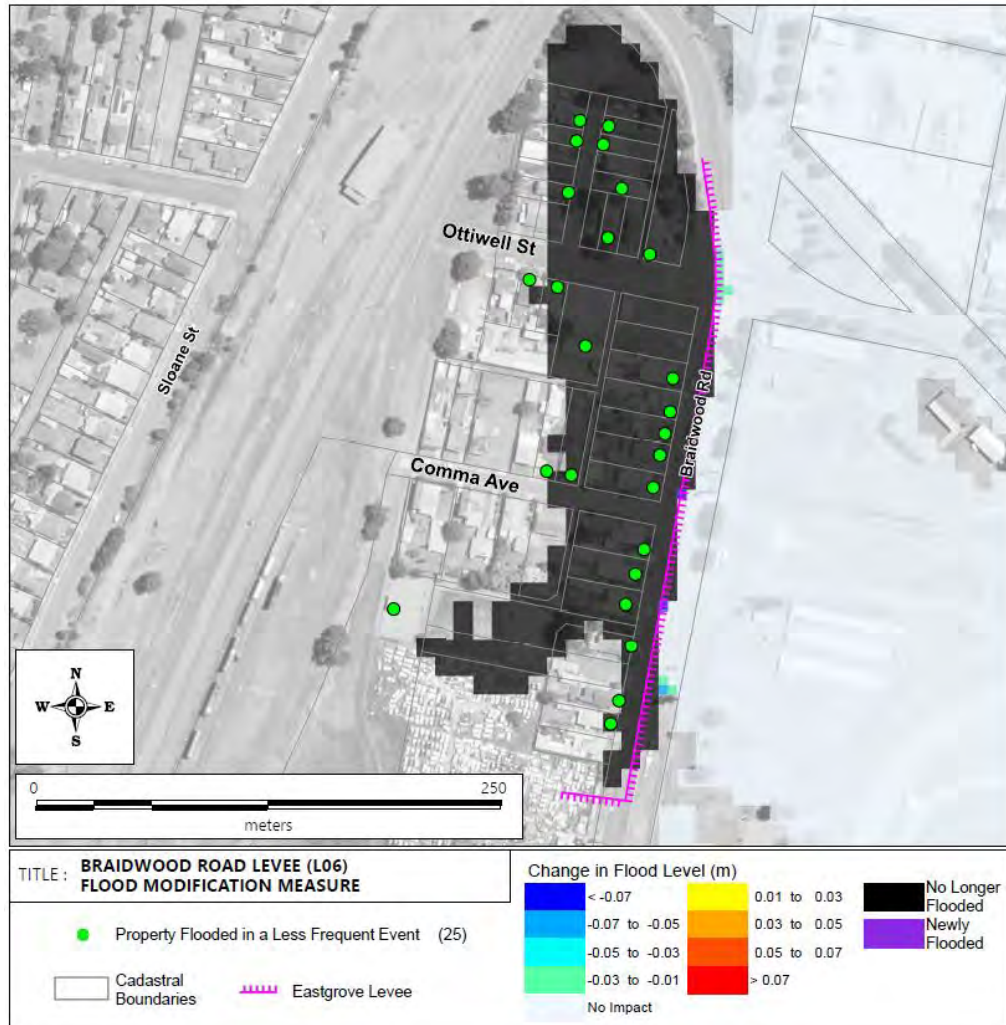 Ottiwell St
Sloane St
Braidwood Rd
Comma Ave
N
W E
S
0 250
meters
TITLE : BRAIDWOOD ROAD LEVEE (L06)
FLOOD MODIFICATION MEASURE
Property Flooded in a Less Frequent Event (25)
Cadastral
Boundaries
Eastgrove Levee
Change in Flood Level (m)
< -0.07
-0.07 to -0.05
-0.05 to -0.03
-0.03 to -0.01
No Impact
0.01 to 0.03
0.03 to 0.05
0.05 to 0.07
> 0.07
No Longer
Flooded
Newly
Flooded